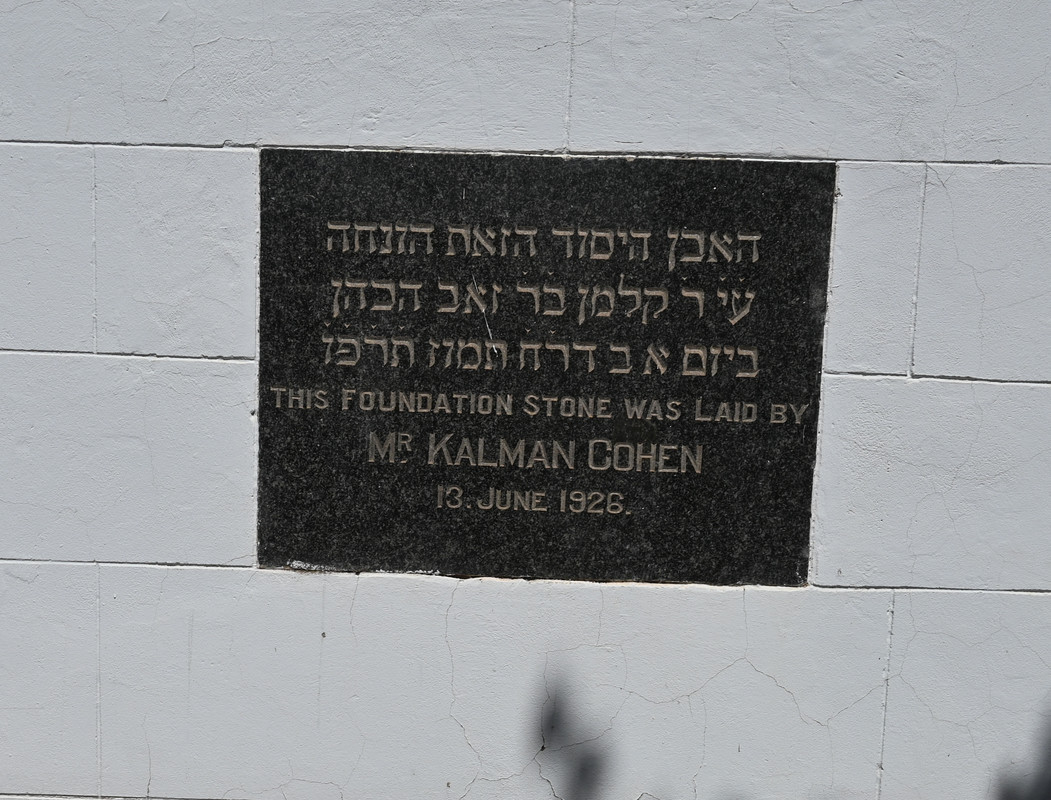 האבן היסוד הזאת הונחה
עי ר קלמן בר זאב הכהן
ביום א ב דרח תמוז תרפו
THIS FOUNDATION STONE WAS LAID BY
MR KALMAN COHEN
13. JUNE 1926.